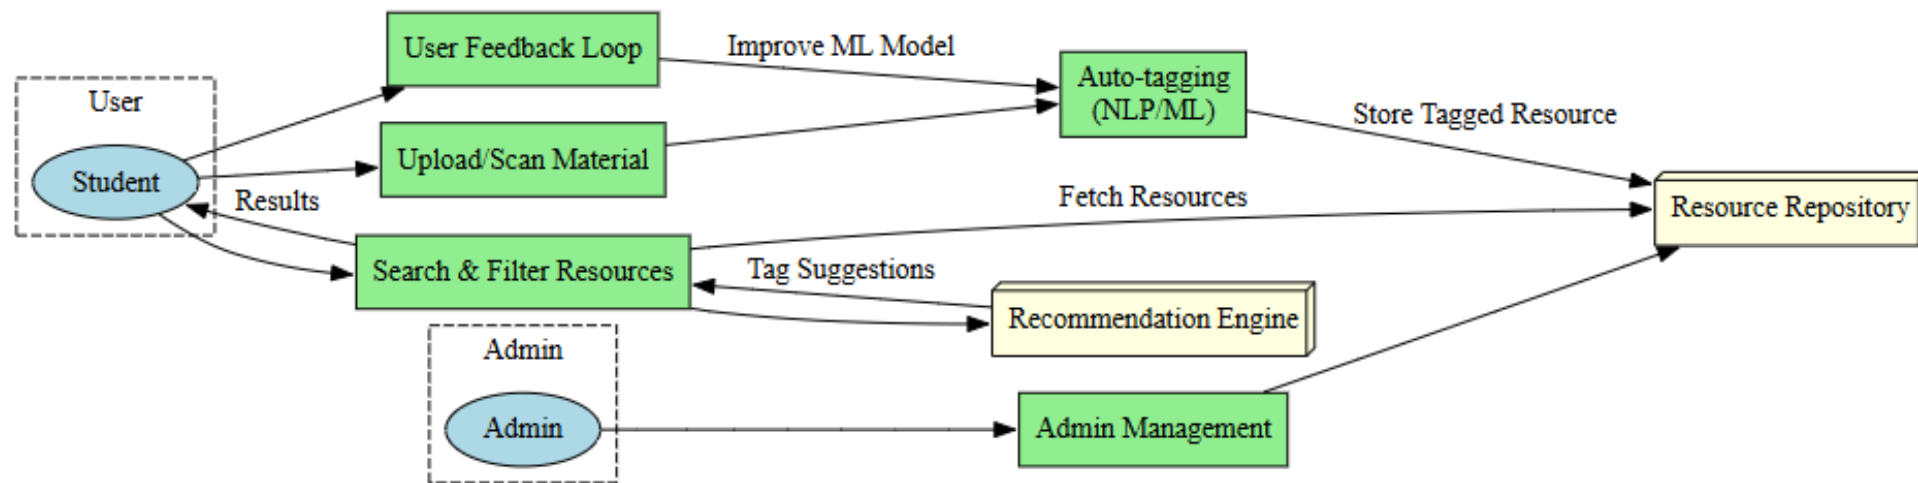 User Feedback Loop
Improve ML Model
Auto-tagging
(NLP/ML)
User
Store Tagged Resource
Upload/Scan Material
Student
Results
Fetch Resources
Resource Repository
Search & Filter Resources
Tag Suggestions
Recommendation Engine
Admin
Admin
Admin Management